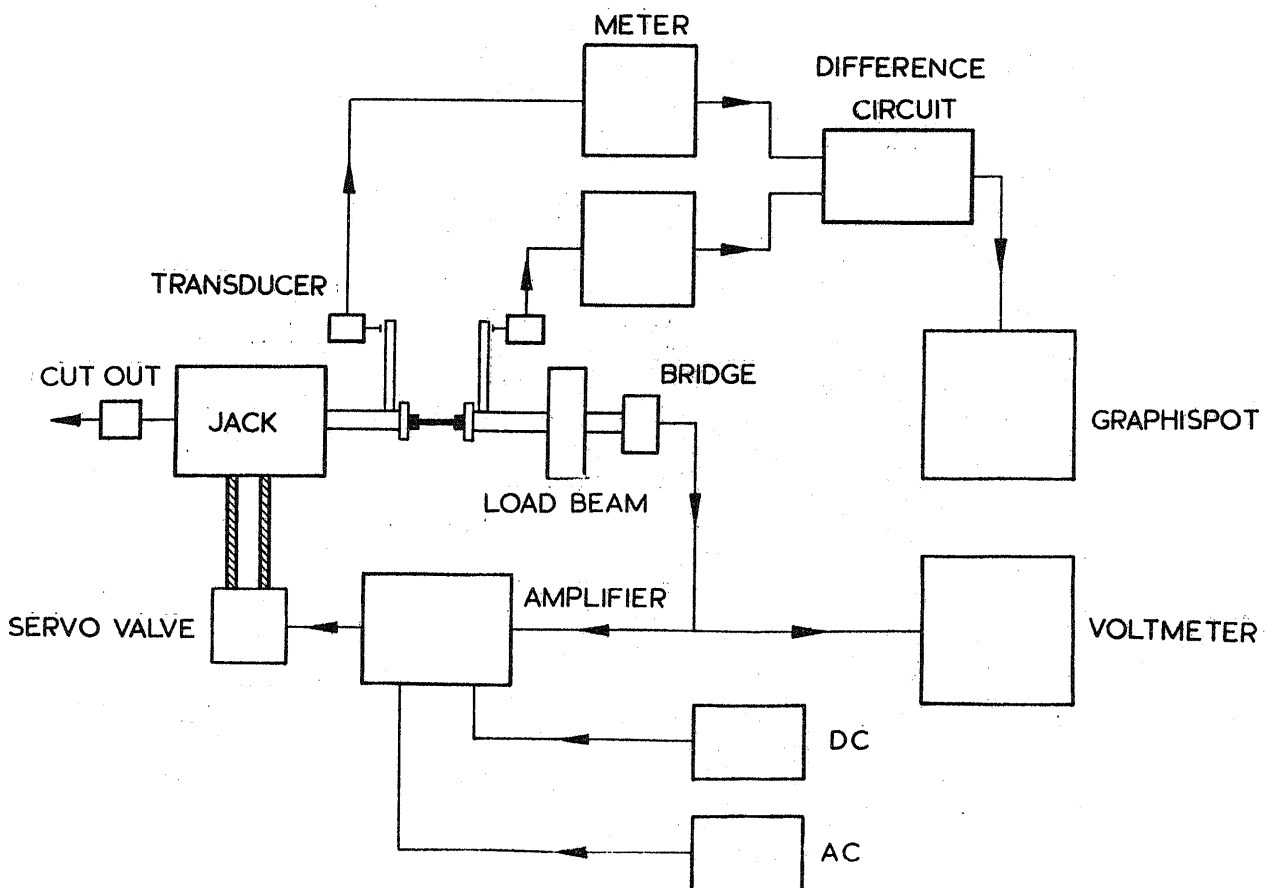 METER
DIFFERENCE
CIRCUIT
TRANSDUCER
CUT OUT
JACK
BRIDGE
GRAPHISPOT
LOAD BEAM
AMPLIFIER
SERVO VALVE
VOLTMETER
DC
AC